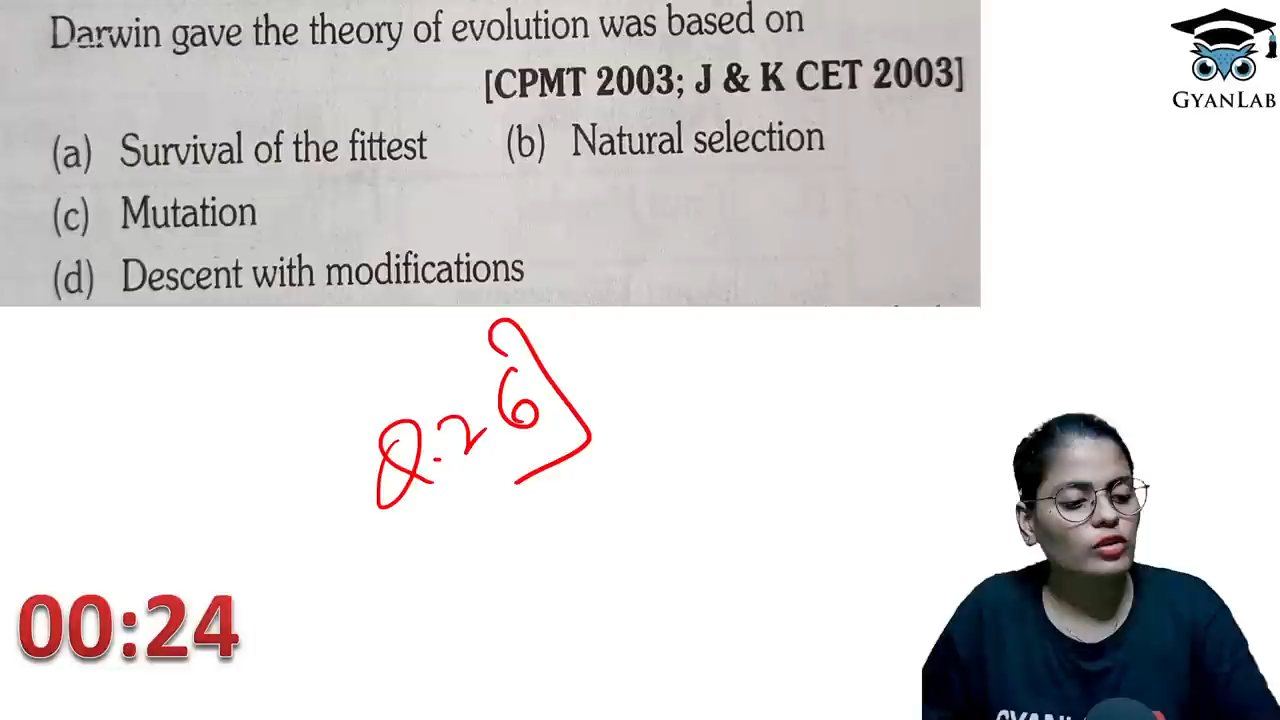 Darwin gave the theory of evolution was based on
[CPMT 2003; J & K CET 2003]
(a) Survival of the fittest (b) Natural selection
(c) Mutation
(d) Descent with modifications
GYANLAB
Q.26]
00:24